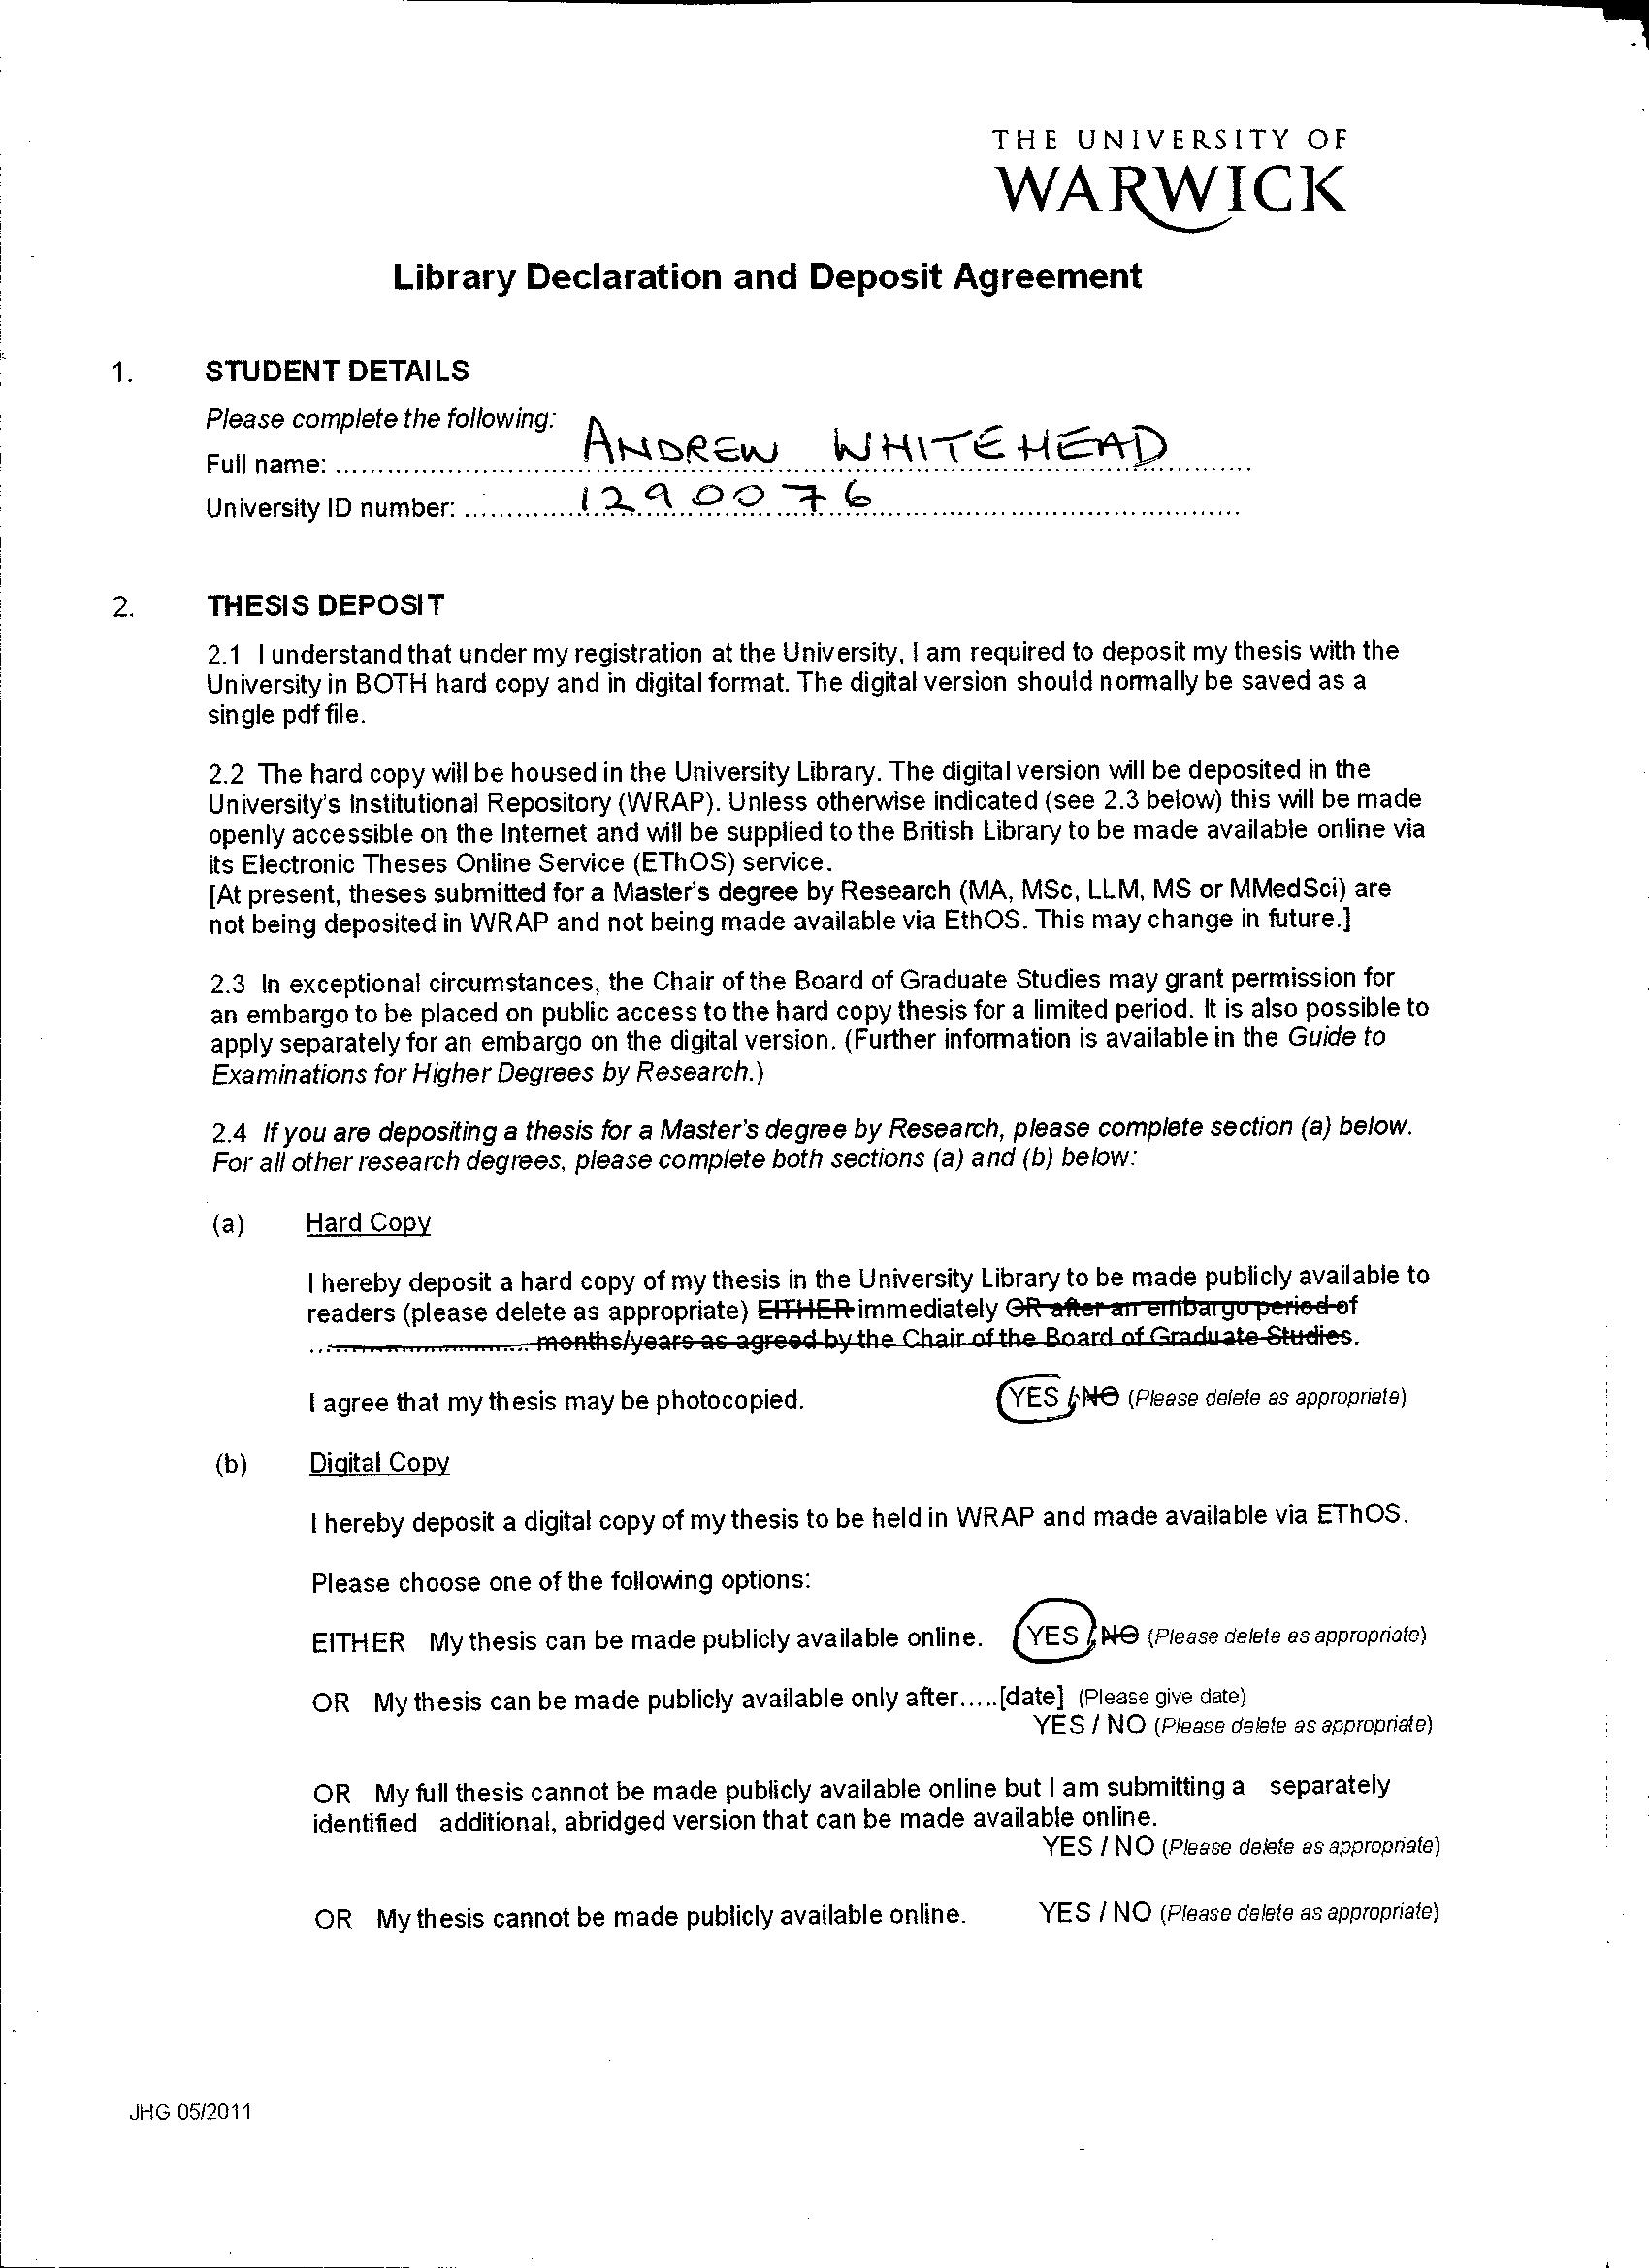 THE UNIVERSITY OF
WARWICK
Library Declaration and Deposit Agreement
1. STUDENT DETAILS
Please complete the following:
Full name: ANDREW WHITEHEAD
University ID number: 1290076
2. THESIS DEPOSIT
2.1 I understand that under my registration at the University, I am required to deposit my thesis with the
University in BOTH hard copy and in digital format. The digital version should normally be saved as a
single pdf file.
2.2 The hard copy will be housed in the University Library. The digital version will be deposited in the
University's Institutional Repository (WRAP). Unless otherwise indicated (see 2.3 below) this will be made
openly accessible on the Internet and will be supplied to the British Library to be made available online via
its Electronic Theses Online Service (EThOS) service.
[At present, theses submitted for a Master's degree by Research (MA, MSc, LLM, MS or MMedSci) are
not being deposited in WRAP and not being made available via EthOS. This may change in future.]
2.3 In exceptional circumstances, the Chair of the Board of Graduate Studies may grant permission for
an embargo to be placed on public access to the hard copy thesis for a limited period. It is also possible to
apply separately for an embargo on the digital version. (Further information is available in the Guide to
Examinations for Higher Degrees by Research.)
2.4 If you are depositing a thesis for a Master's degree by Research, please complete section (a) below.
For all other research degrees, please complete both sections (a) and (b) below:
(a) Hard Copy
I hereby deposit a hard copy of my thesis in the University Library to be made publicly available to
readers (please delete as appropriate) EITHER immediately OR after an embargo period of
.......................... months/years as agreed by the Chair of the Board of Graduate Studies.
I agree that my thesis may be photocopied. YES / NO (Please delete as appropriate)
(b) Digital Copy
I hereby deposit a digital copy of my thesis to be held in WRAP and made available via EThOS.
Please choose one of the following options:
EITHER My thesis can be made publicly available online. YES / NO (Please delete as appropriate)
OR My thesis can be made publicly available only after.....[date] (Please give date)
YES / NO (Please delete as appropriate)
OR My full thesis cannot be made publicly available online but I am submitting a separately
identified additional, abridged version that can be made available online.
YES / NO (Please delete as appropriate)
OR My thesis cannot be made publicly available online. YES / NO (Please delete as appropriate)
JHG 05/2011